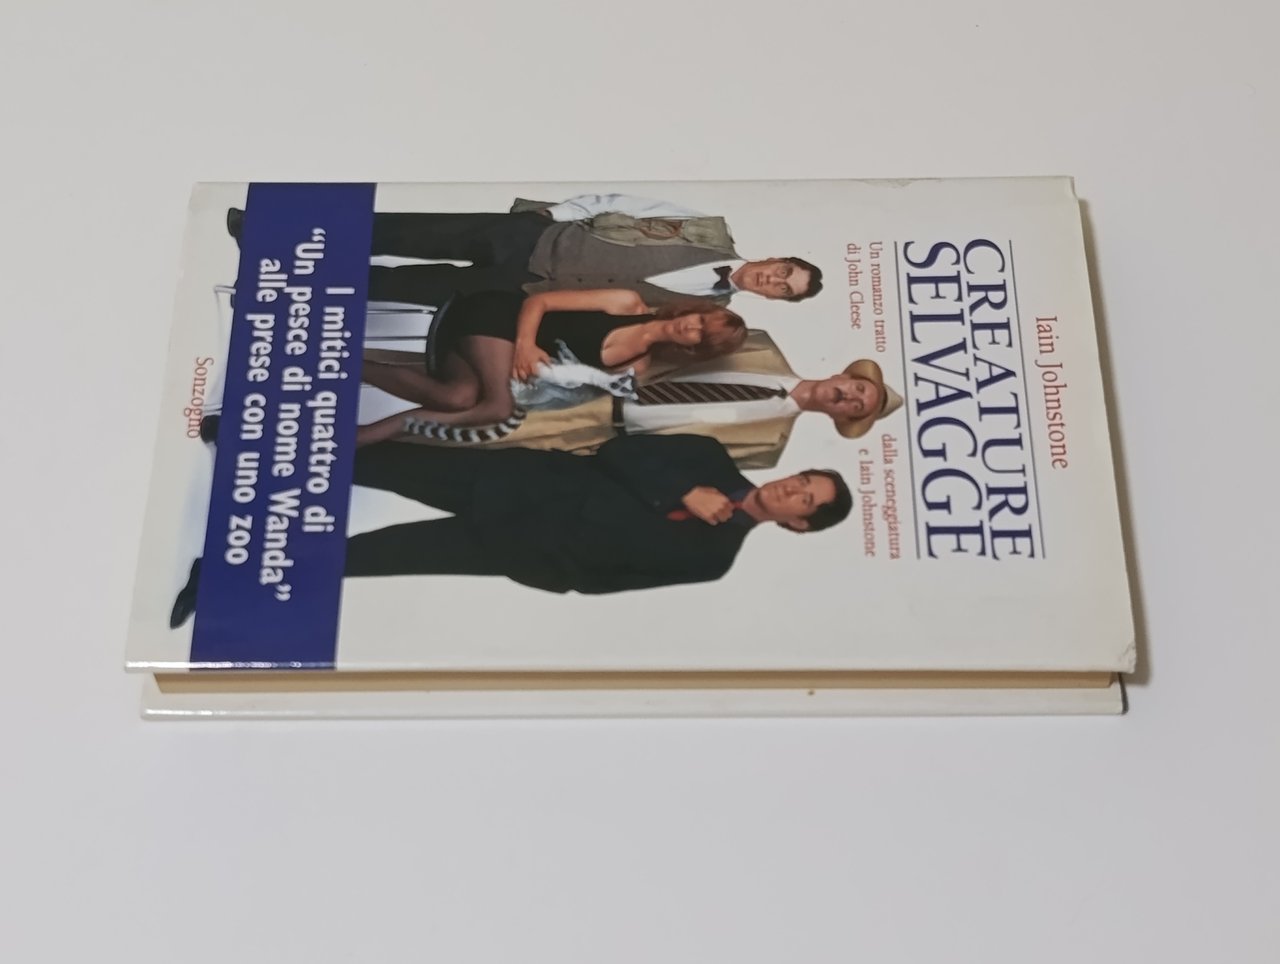 Iain Johnstone
CREATURE
SELVAGGE
Un romanzo tratto
di John Cleese
dalla sceneggiatura
e Iain Johnstone
I mitici quattro di
“Un pesce di nome Wanda”
alle prese con uno zoo
Sonzogno